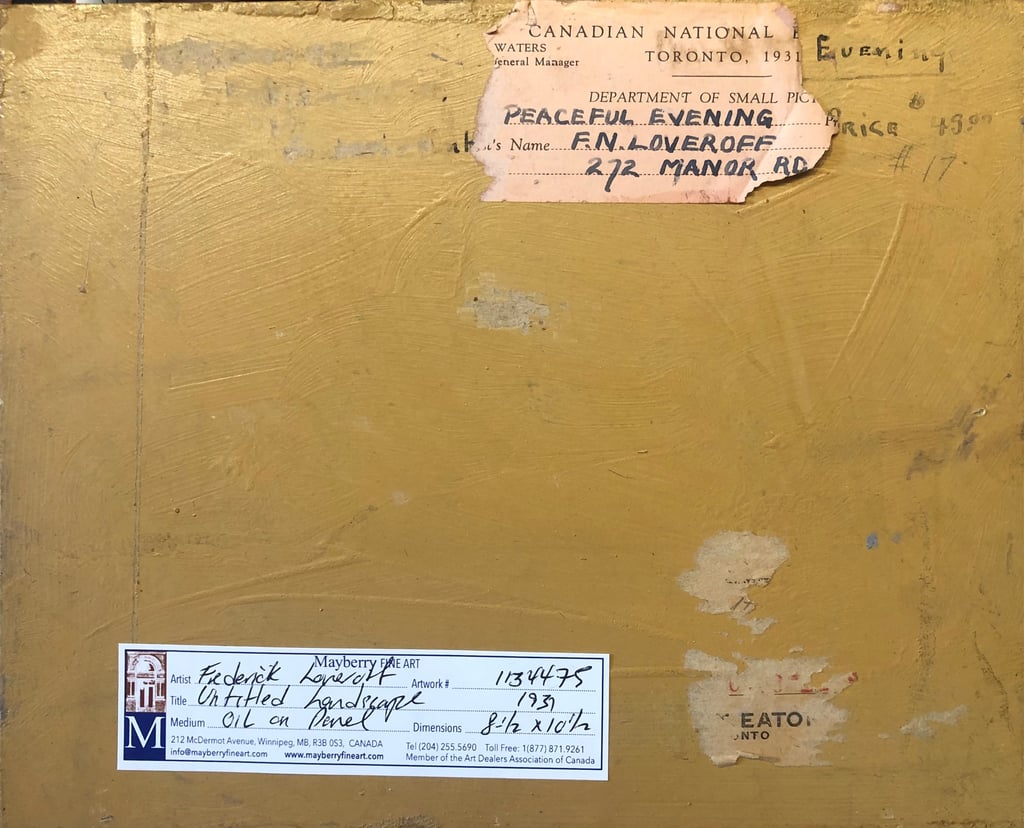 CANADIAN NATIONAL E
WATERS
eneral Manager
TORONTO, 1931
DEPARTMENT OF SMALL PIC
PEACEFUL EVENING
's Name F.N. LOVEROFF
272 MANOR RD
Evening
Price
#17
EATO
NTO
Mayberry FINE ART
Artist Frederick Loveroff Artwork # 1134475
Title Untitled Landscape 1931
Medium Oil on Panel Dimensions 8-1/2 x 10 1/2
M
212 McDermot Avenue, Winnipeg, MB, R3B 0S3, CANADA Tel (204) 255.5690 Toll Free: 1(877) 871.9261
info@mayberryfineart.com www.mayberryfineart.com Member of the Art Dealers Association of Canada